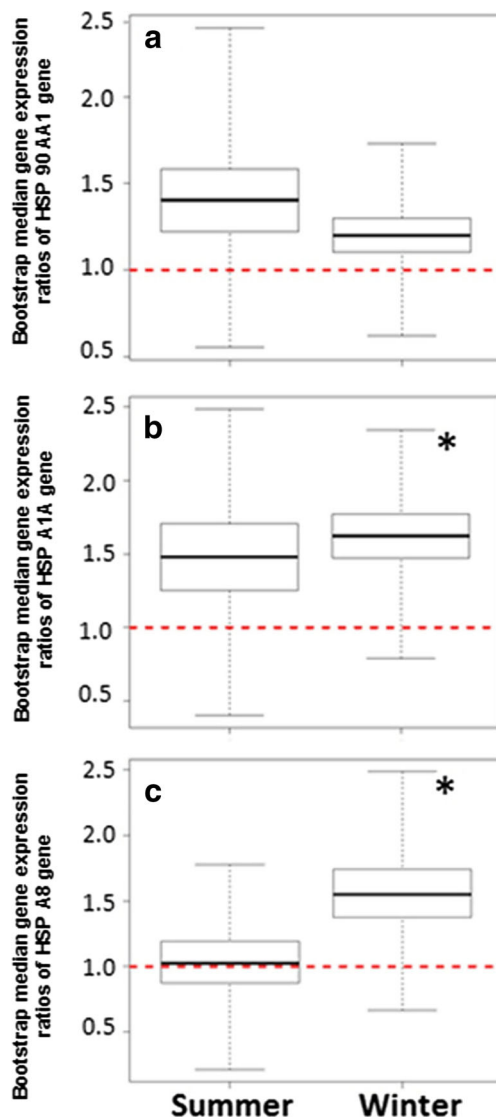 a
Bootstrap median gene expression
ratios of HSP 90AA1 gene
2.5
2.0
1.5
1.0
0.5
b
*
Bootstrap median gene expression
ratios of HSP A1A gene
2.5
2.0
1.5
1.0
0.5
c
*
Bootstrap median gene expression
ratios of HSP A8 gene
2.5
2.0
1.5
1.0
0.5
Summer Winter